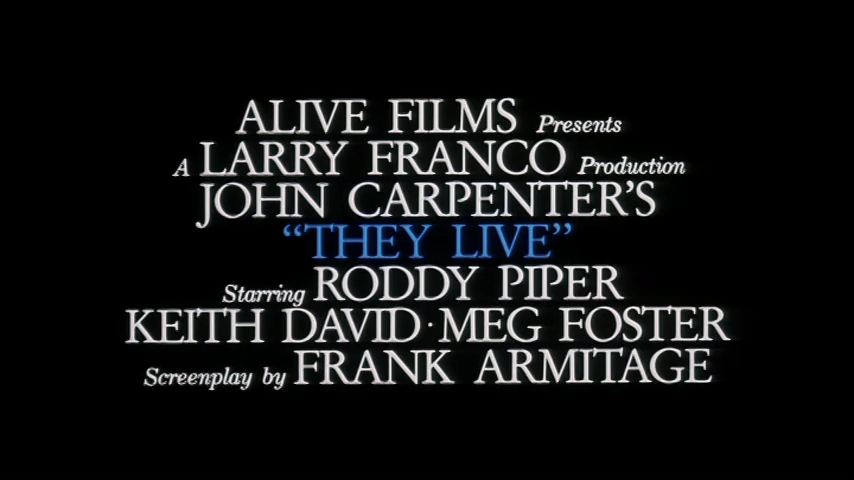 ALIVE FILMS Presents
A LARRY FRANCO Production
JOHN CARPENTER'S
“THEY LIVE”
Starring RODDY PIPER
KEITH DAVID · MEG FOSTER
Screenplay by FRANK ARMITAGE